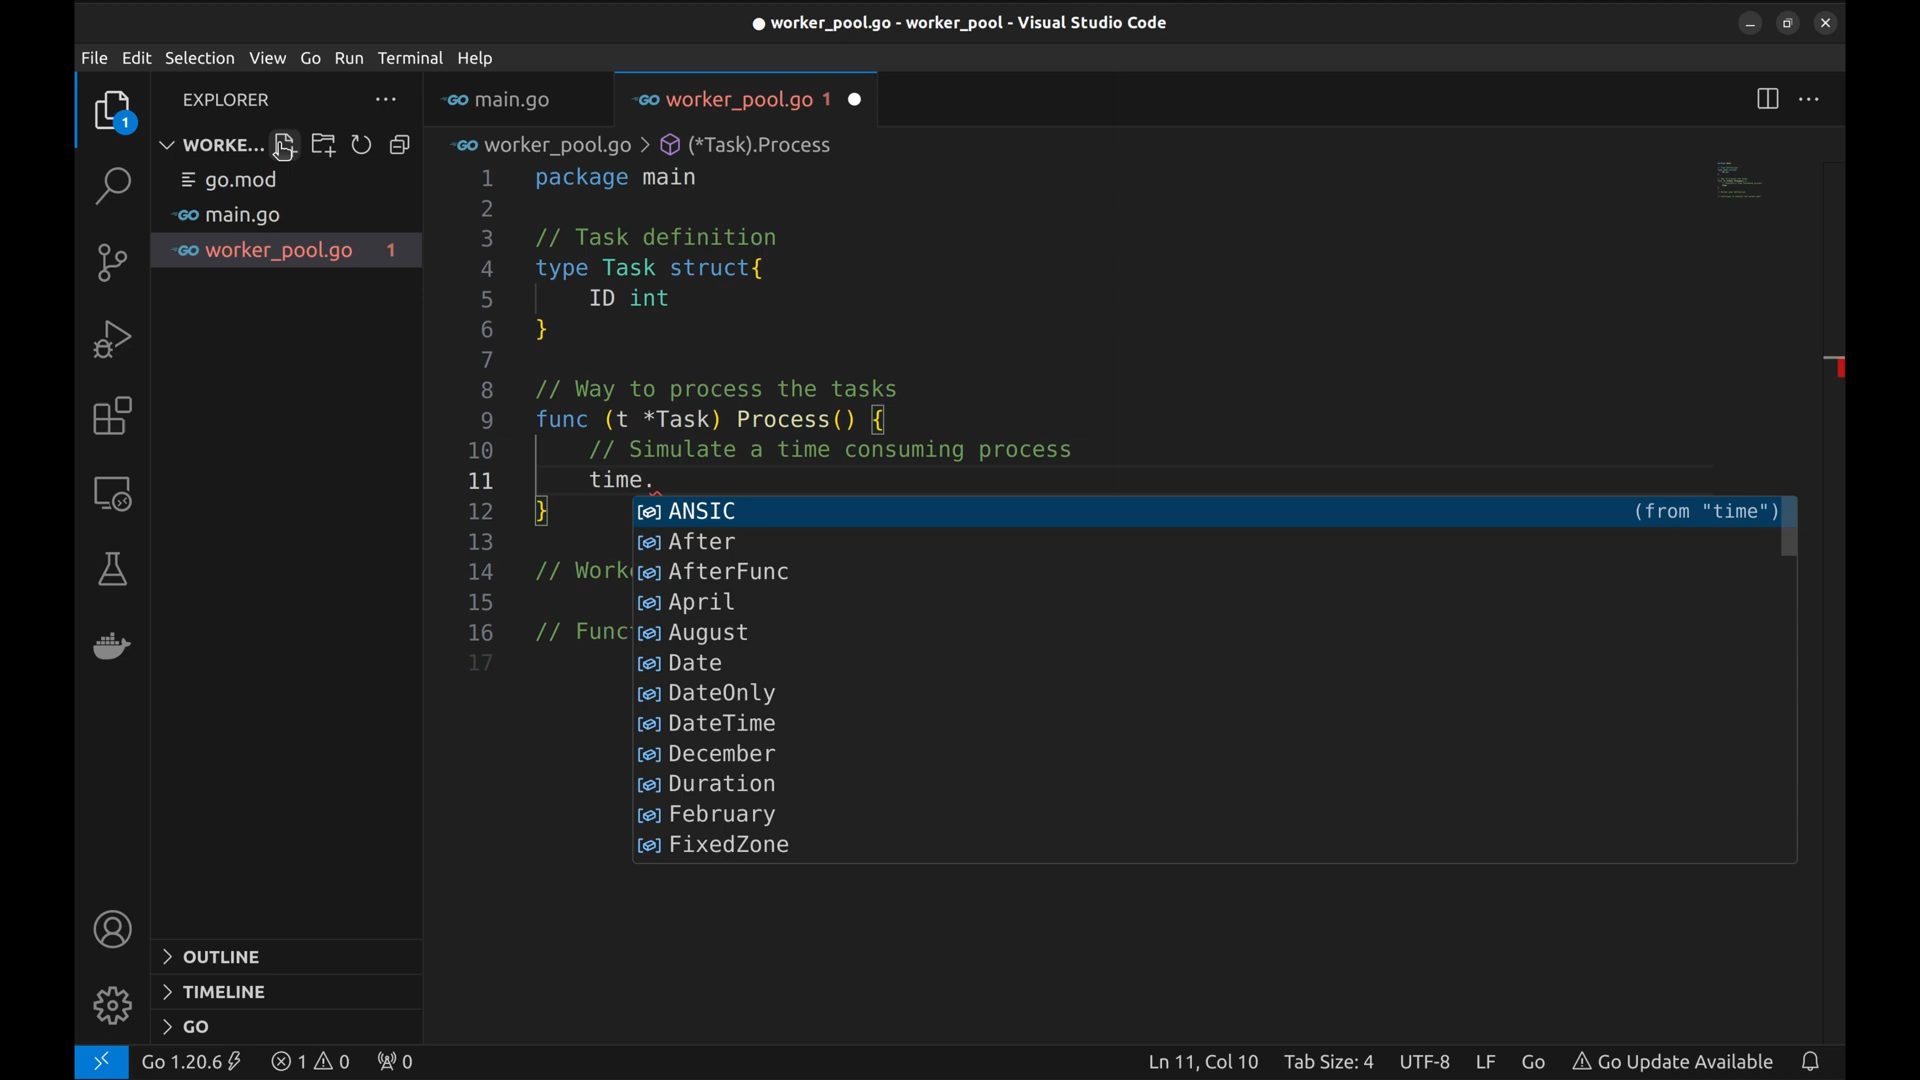 worker_pool.go - worker_pool - Visual Studio Code
File Edit Selection View Go Run Terminal Help
EXPLORER
main.go
worker_pool.go 1
1
WORKE...
worker_pool.go > (*Task).Process
go.mod
main.go
worker_pool.go 1
1 package main
2
3 // Task definition
4 type Task struct{
5 ID int
6 }
7
8 // Way to process the tasks
9 func (t *Task) Process() {
10 // Simulate a time consuming process
11 time.
12 }
13
14 // Work
15
16 // Func
17
ANSIC (from "time")
After
AfterFunc
April
August
Date
DateOnly
DateTime
December
Duration
February
FixedZone
OUTLINE
TIMELINE
GO
Go 1.20.6 1 0 0 Ln 11, Col 10 Tab Size: 4 UTF-8 LF Go Go Update Available